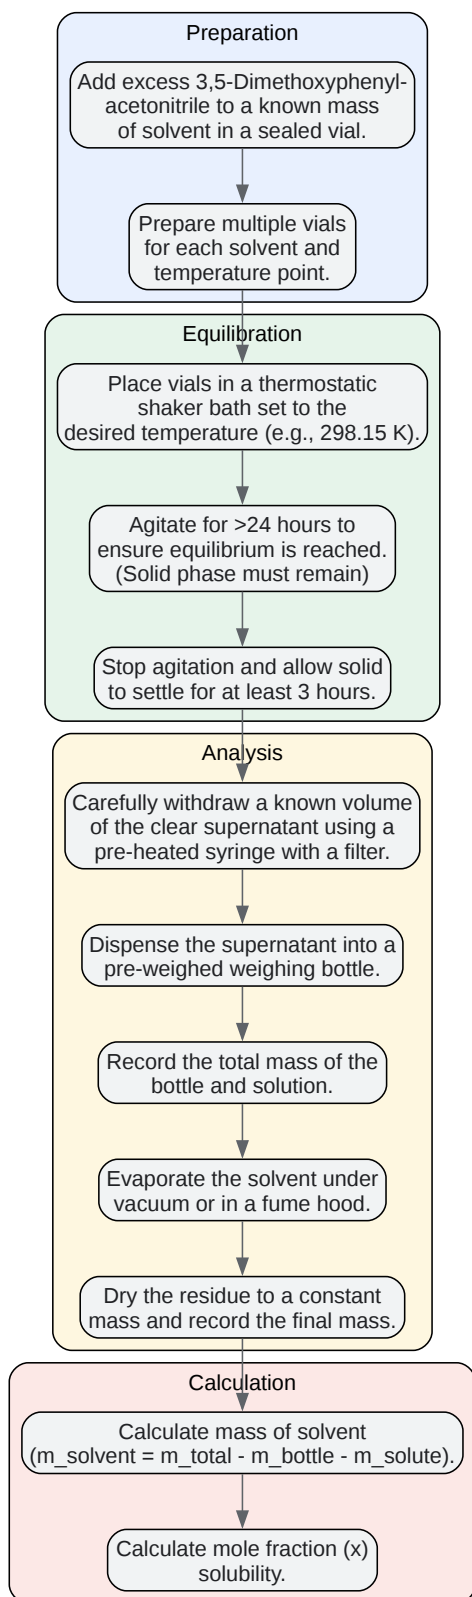 Preparation
Add excess 3,5-Dimethoxyphenyl-
acetonitrile to a known mass
of solvent in a sealed vial.
Prepare multiple vials
for each solvent and
temperature point.
Equilibration
Place vials in a thermostatic
shaker bath set to the
desired temperature (e.g., 298.15 K).
Agitate for >24 hours to
ensure equilibrium is reached.
(Solid phase must remain)
Stop agitation and allow solid
to settle for at least 3 hours.
Analysis
Carefully withdraw a known volume
of the clear supernatant using a
pre-heated syringe with a filter.
Dispense the supernatant into a
pre-weighed weighing bottle.
Record the total mass of the
bottle and solution.
Evaporate the solvent under
vacuum or in a fume hood.
Dry the residue to a constant
mass and record the final mass.
Calculation
Calculate mass of solvent
(m_solvent = m_total - m_bottle - m_solute).
Calculate mole fraction (x)
solubility.